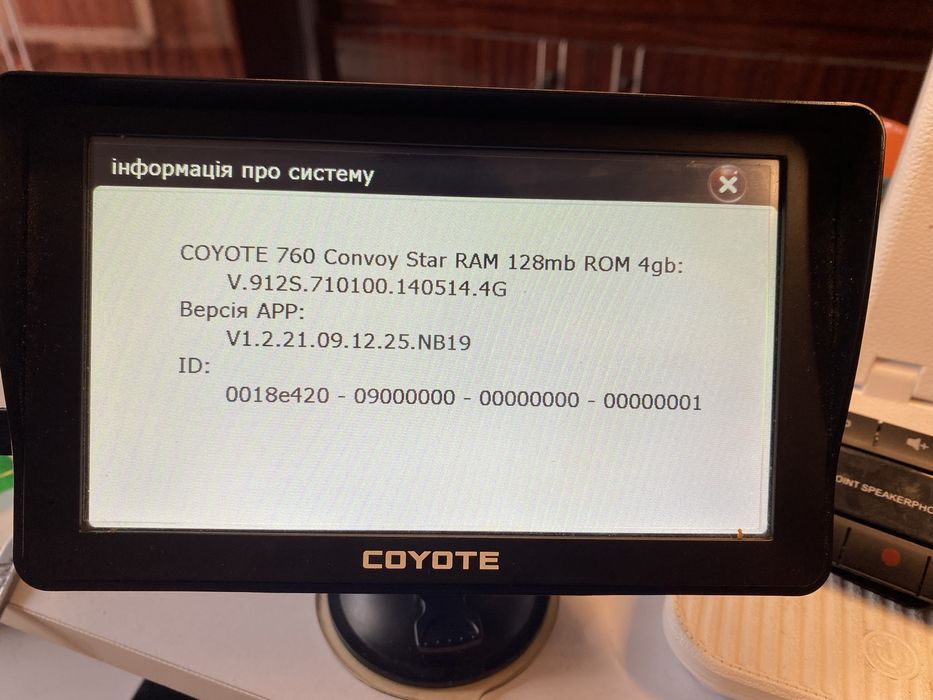 інформація про систему
COYOTE 760 Convoy Star RAM 128mb ROM 4gb:
V.912S.710100.140514.4G
Версія APP:
V1.2.21.09.12.25.NB19
ID:
0018e420 - 09000000 - 00000000 - 00000001
COYOTE